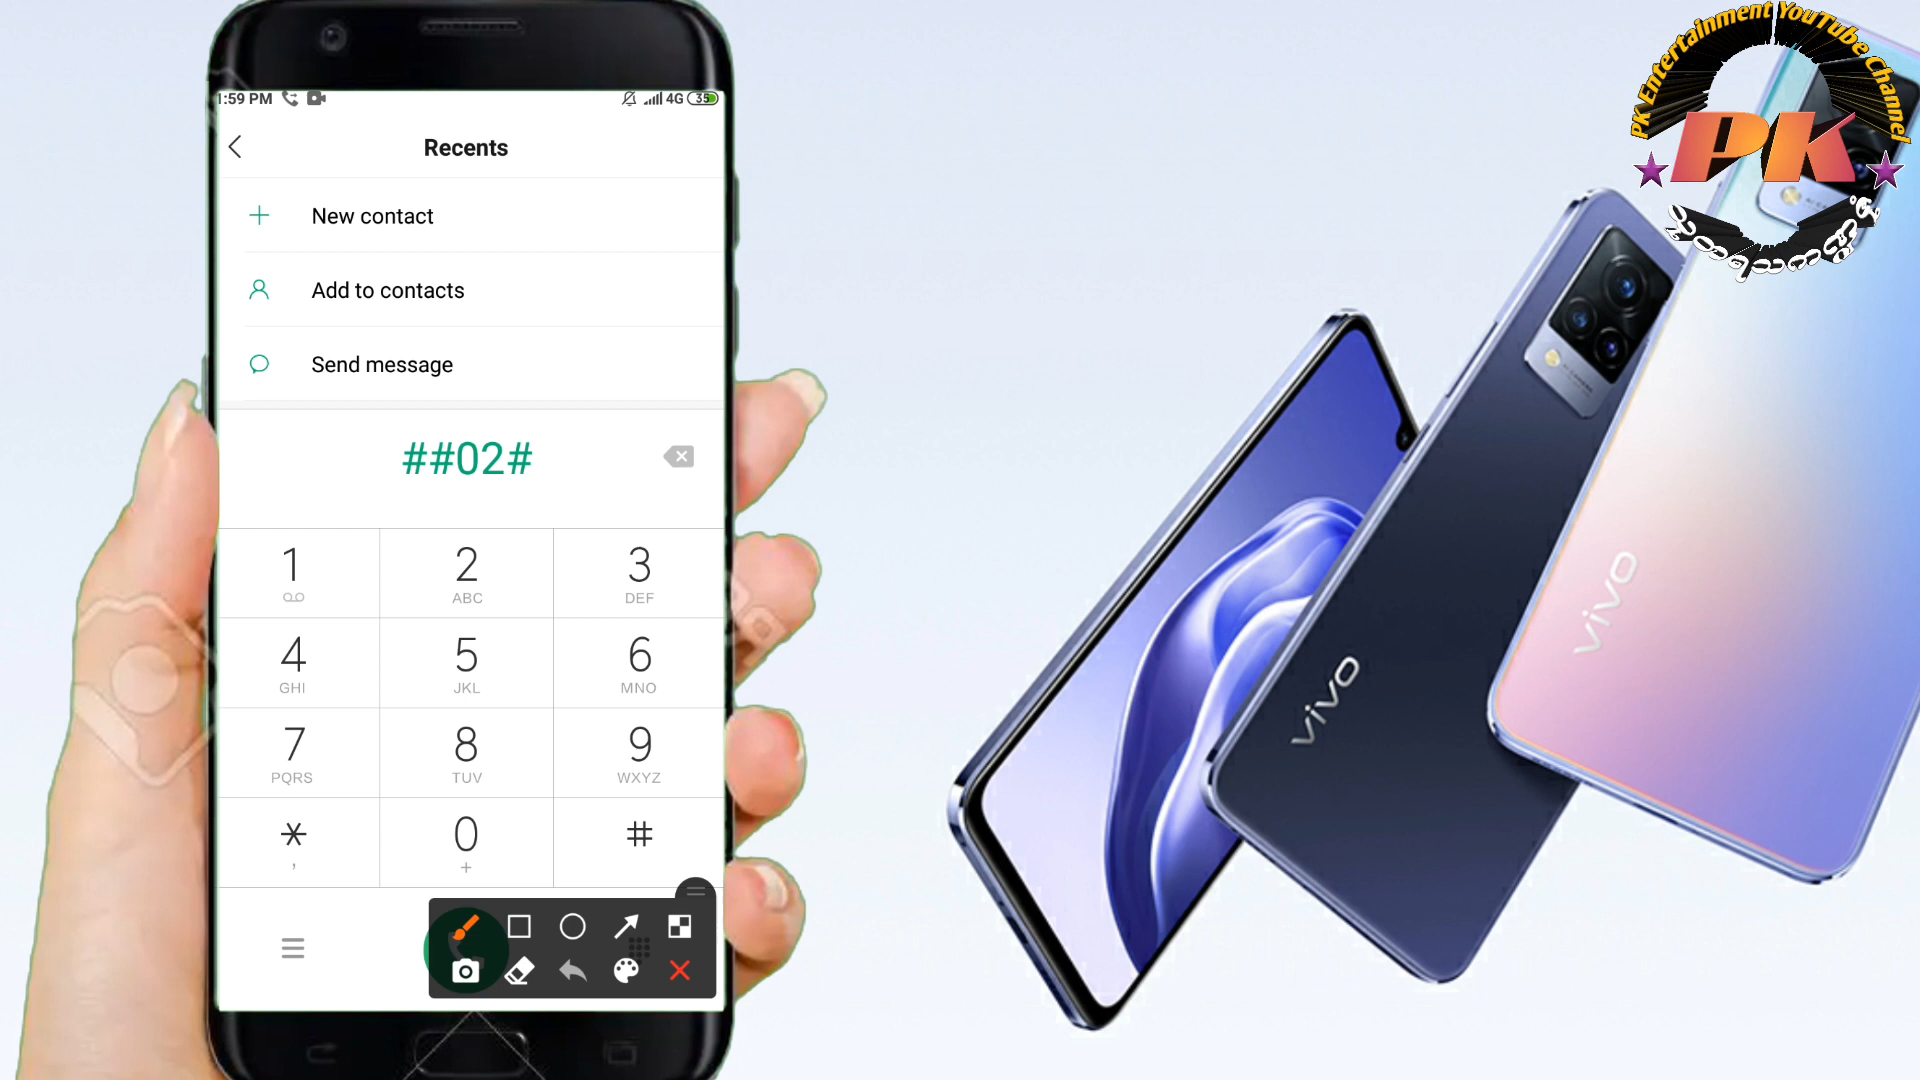 1:59 PM
4G
35
Recents
New contact
Add to contacts
Send message
##02#
1
2
ABC
3
DEF
4
GHI
5
JKL
6
MNO
7
PQRS
8
TUV
9
WXYZ
*
,
0
+
#
vivo
vivo
PK Entertainment YouTube Channel
PK